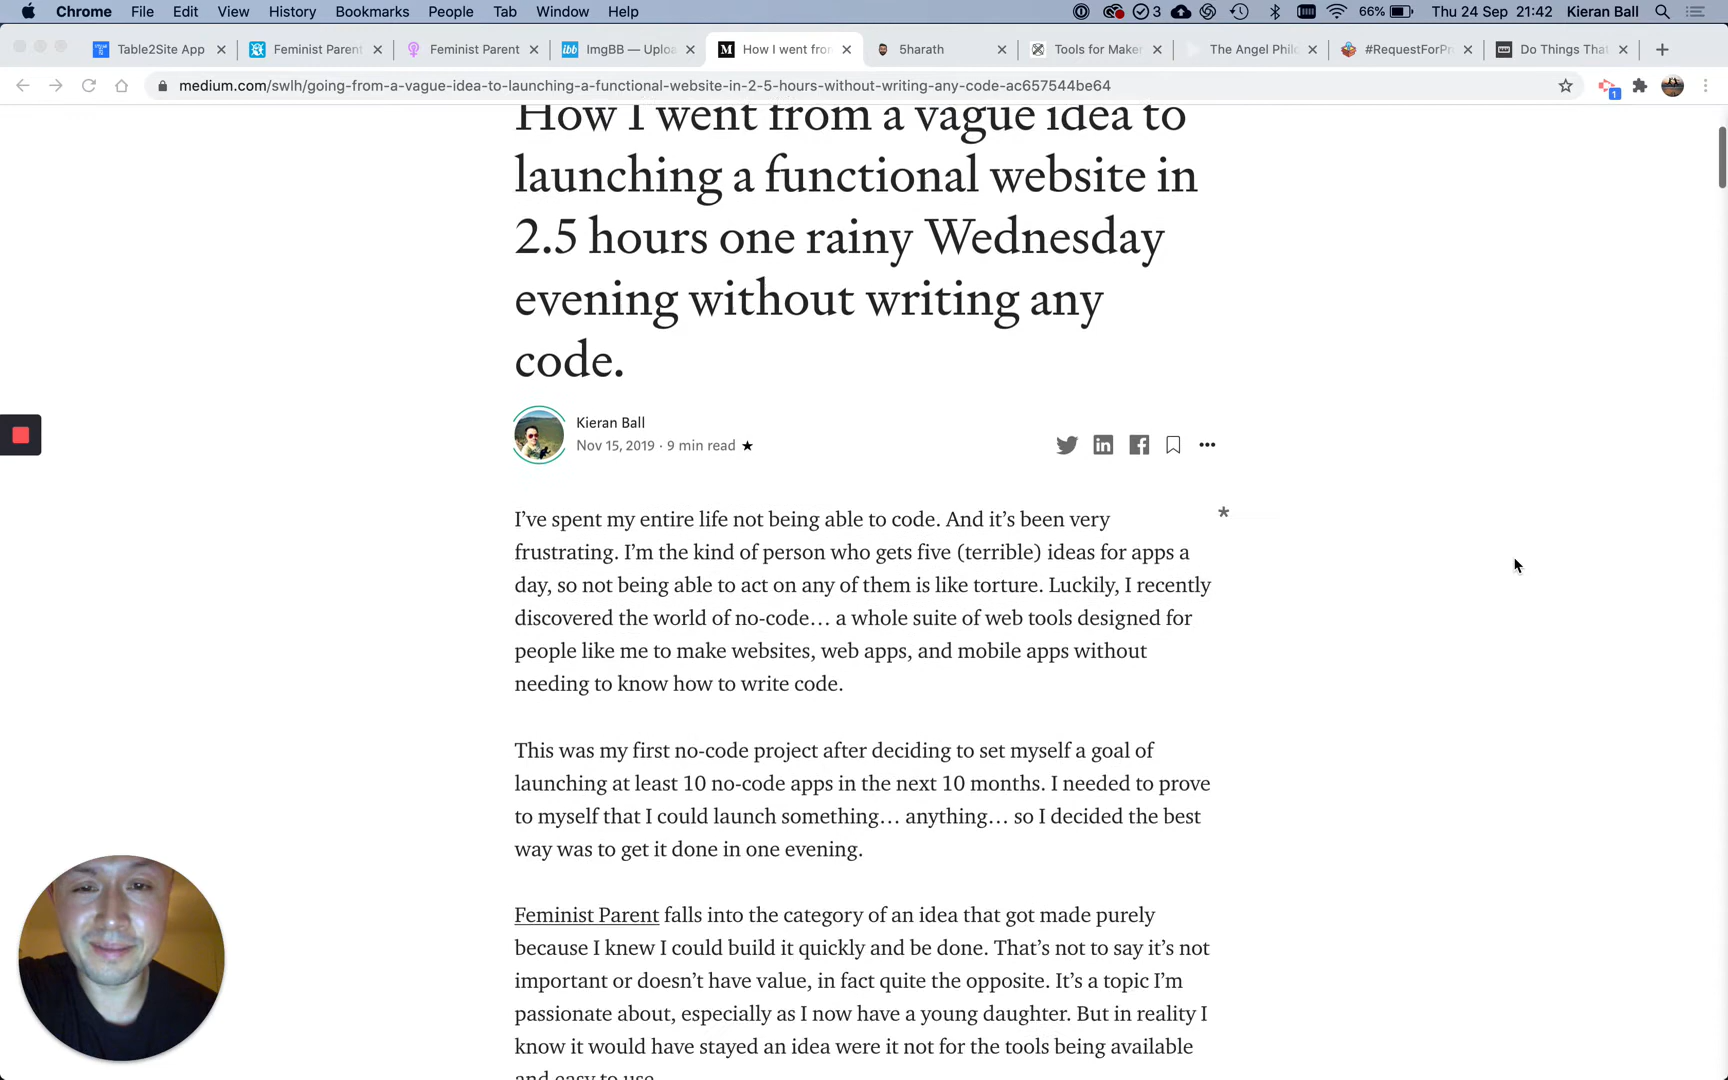 Chrome File Edit View History Bookmarks People Tab Window Help 3 66% Thu 24 Sep 21:42 Kieran Ball
Table2Site App Feminist Parent Feminist Parent ImgBB — Uploa M How I went from 5harath Tools for Maker The Angel Philo #RequestForPr Do Things That
medium.com/swlh/going-from-a-vague-idea-to-launching-a-functional-website-in-2-5-hours-without-writing-any-code-ac657544be64 1
How I went from a vague idea to
launching a functional website in
2.5 hours one rainy Wednesday
evening without writing any
code.
Kieran Ball
Nov 15, 2019 · 9 min read ★
I’ve spent my entire life not being able to code. And it’s been very *
frustrating. I’m the kind of person who gets five (terrible) ideas for apps a
day, so not being able to act on any of them is like torture. Luckily, I recently
discovered the world of no-code… a whole suite of web tools designed for
people like me to make websites, web apps, and mobile apps without
needing to know how to write code.
This was my first no-code project after deciding to set myself a goal of
launching at least 10 no-code apps in the next 10 months. I needed to prove
to myself that I could launch something… anything… so I decided the best
way was to get it done in one evening.
Feminist Parent falls into the category of an idea that got made purely
because I knew I could build it quickly and be done. That’s not to say it’s not
important or doesn’t have value, in fact quite the opposite. It’s a topic I’m
passionate about, especially as I now have a young daughter. But in reality I
know it would have stayed an idea were it not for the tools being available
and easy to use.